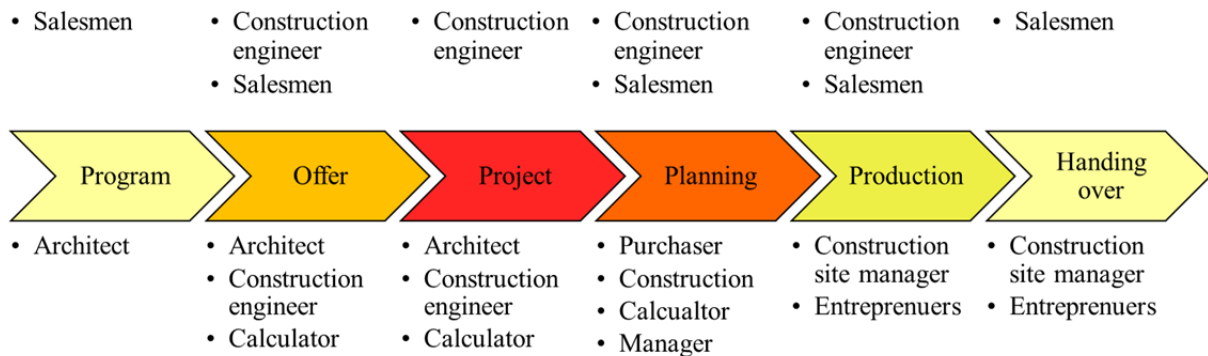 • Salesmen
• Construction
engineer
• Salesmen
• Construction
engineer
• Construction
engineer
• Salesmen
• Construction
engineer
• Salesmen
• Salesmen
Program
Offer
Project
Planning
Production
Handing
over
• Architect
• Architect
• Construction
engineer
• Calculator
• Architect
• Construction
engineer
• Calculator
• Purchaser
• Construction
• Calcualtor
• Manager
• Construction
site manager
• Entreprenuers
• Construction
site manager
• Entreprenuers